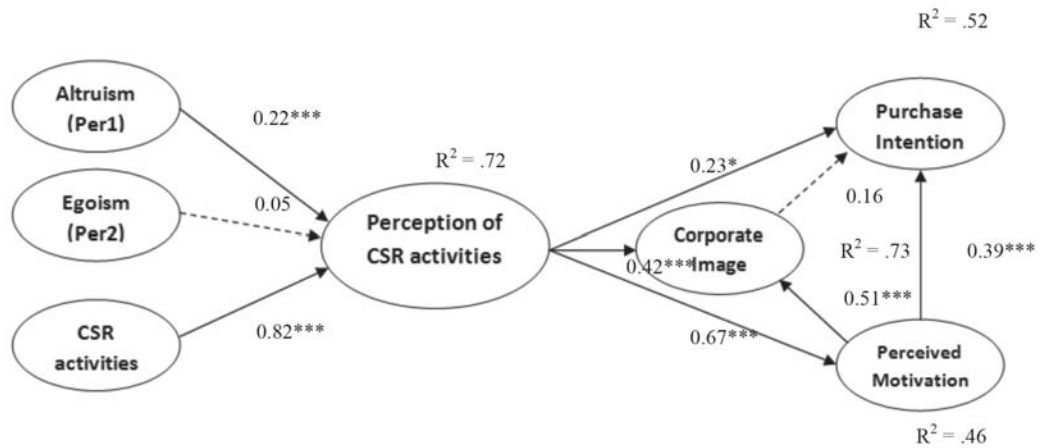 R² = .52
Altruism
(Per1)
0.22***
Purchase
Intention
R² = .72
0.23*
Egoism
(Per2)
0.05
0.16
Perception of
CSR activities
Corporate
Image
0.42***
R² = .73
0.39***
0.51***
CSR
activities
0.82***
0.67***
Perceived
Motivation
R² = .46